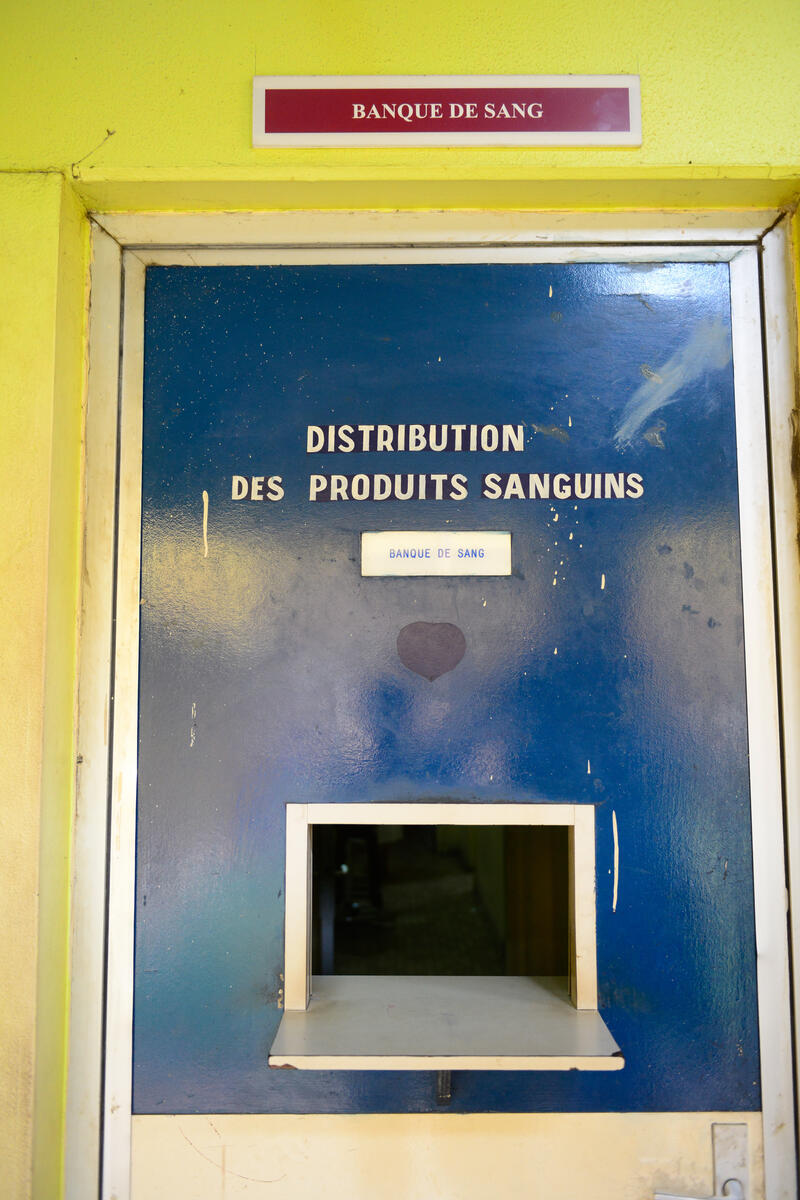 BANQUE DE SANG
DISTRIBUTION
DES PRODUITS SANGUINS
BANQUE DE SANG